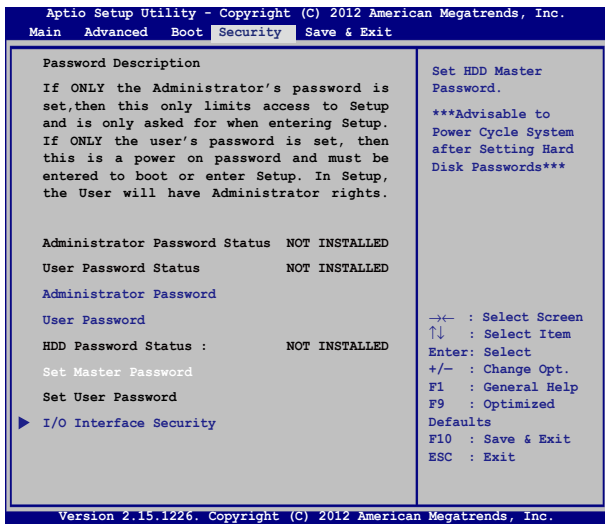 Aptio Setup Utility - Copyright (C) 2012 American Megatrends, Inc.
Main Advanced Boot Security Save & Exit
Password Description
If ONLY the Administrator's password is
set,then this only limits access to Setup
and is only asked for when entering Setup.
If ONLY the user's password is set, then
this is a power on password and must be
entered to boot or enter Setup. In Setup,
the User will have Administrator rights.
Administrator Password Status NOT INSTALLED
User Password Status NOT INSTALLED
Administrator Password
User Password
HDD Password Status : NOT INSTALLED
Set Master Password
Set User Password
I/O Interface Security
Set HDD Master
Password.
***Advisable to
Power Cycle System
after Setting Hard
Disk Passwords***
→← : Select Screen
↑↓ : Select Item
Enter: Select
+/— : Change Opt.
F1 : General Help
F9 : Optimized
Defaults
F10 : Save & Exit
ESC : Exit
Version 2.15.1226. Copyright (C) 2012 American Megatrends, Inc.